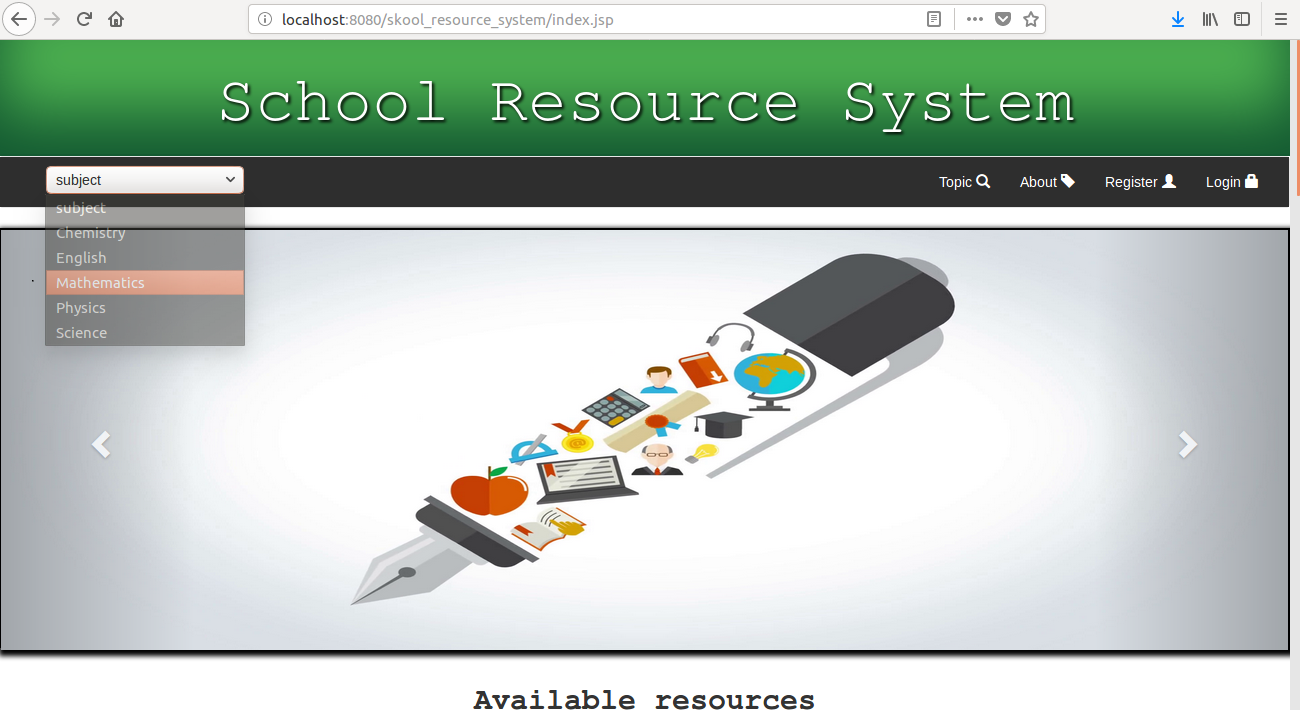 localhost:8080/skool_resource_system/index.jsp
School Resource System
subject
Topic About Register Login
subject
Chemistry
English
Mathematics
Physics
Science
Available resources